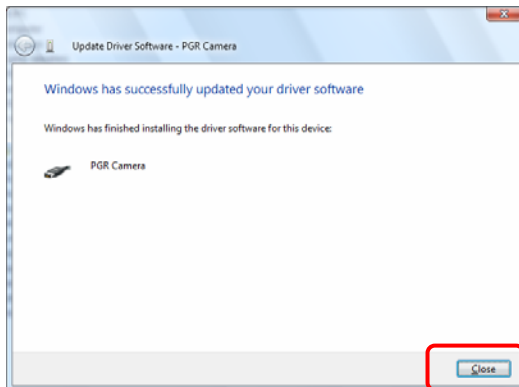 Update Driver Software - PGR Camera
Windows has successfully updated your driver software
Windows has finished installing the driver software for this device:
PGR Camera
Close